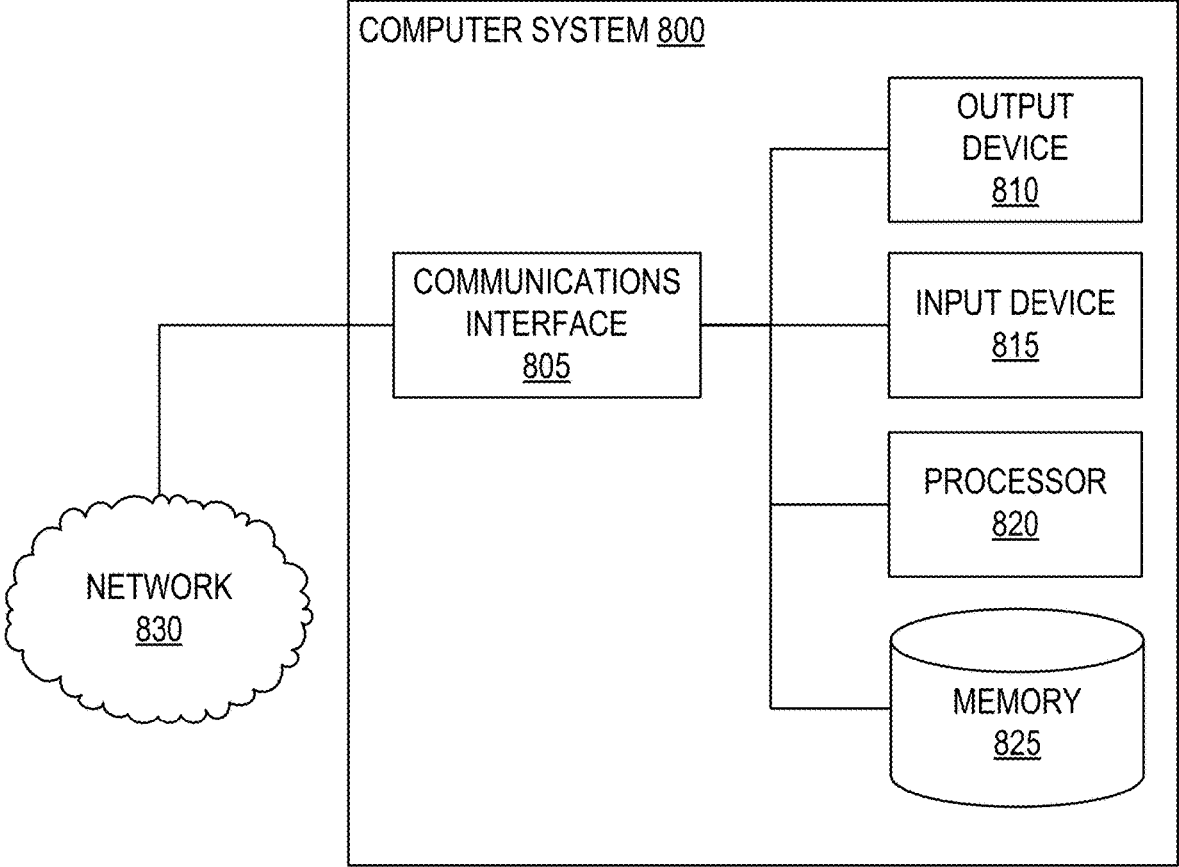 COMPUTER SYSTEM 800
OUTPUT
DEVICE
810
COMMUNICATIONS
INTERFACE
805
INPUT DEVICE
815
PROCESSOR
820
NETWORK
830
MEMORY
825